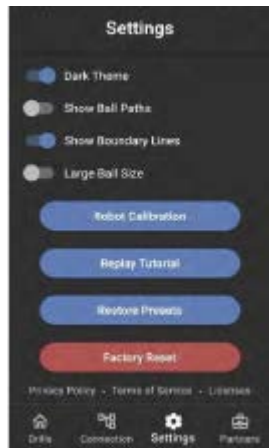 Settings
Dark Theme
Show Ball Paths
Show Boundary Lines
Large Ball Size
Robot Calibration
Replay Tutorial
Restore Presets
Factory Reset
Privacy Policy - Terms of Service - Licenses
Drills Connection Settings Partners